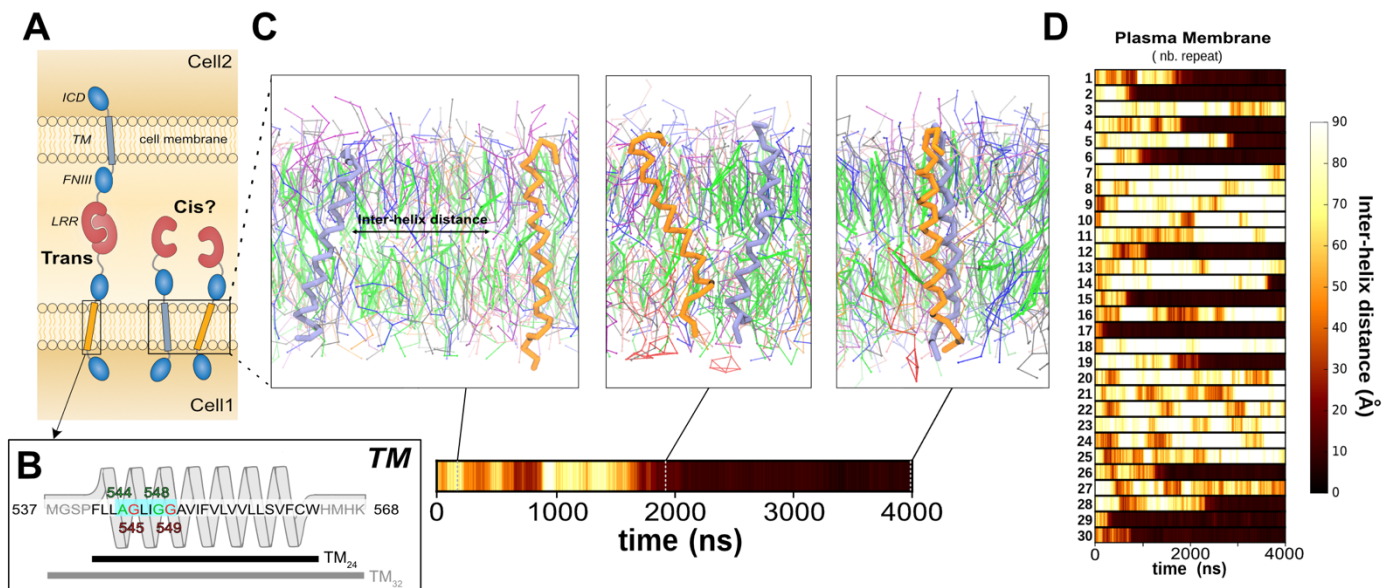 A
Cell2
ICD
TM
cell membrane
FNIII
LRR
Cis?
Trans
Cell1
B
TM
544 548
537 MGSPFLLAGLIGGAVIFVLVVLLSVFCWHMHK 568
545 549
TM24
TM32
C
Inter-helix distance
0 1000 2000 3000 4000
time (ns)
D
Plasma Membrane
( nb. repeat)
1
2
3
4
5
6
7
8
9
10
11
12
13
14
15
16
17
18
19
20
21
22
23
24
25
26
27
28
29
30
0 2000 4000
time (ns)
90
80
70
60
50
40
30
20
10
0
Inter-helix distance (Å)